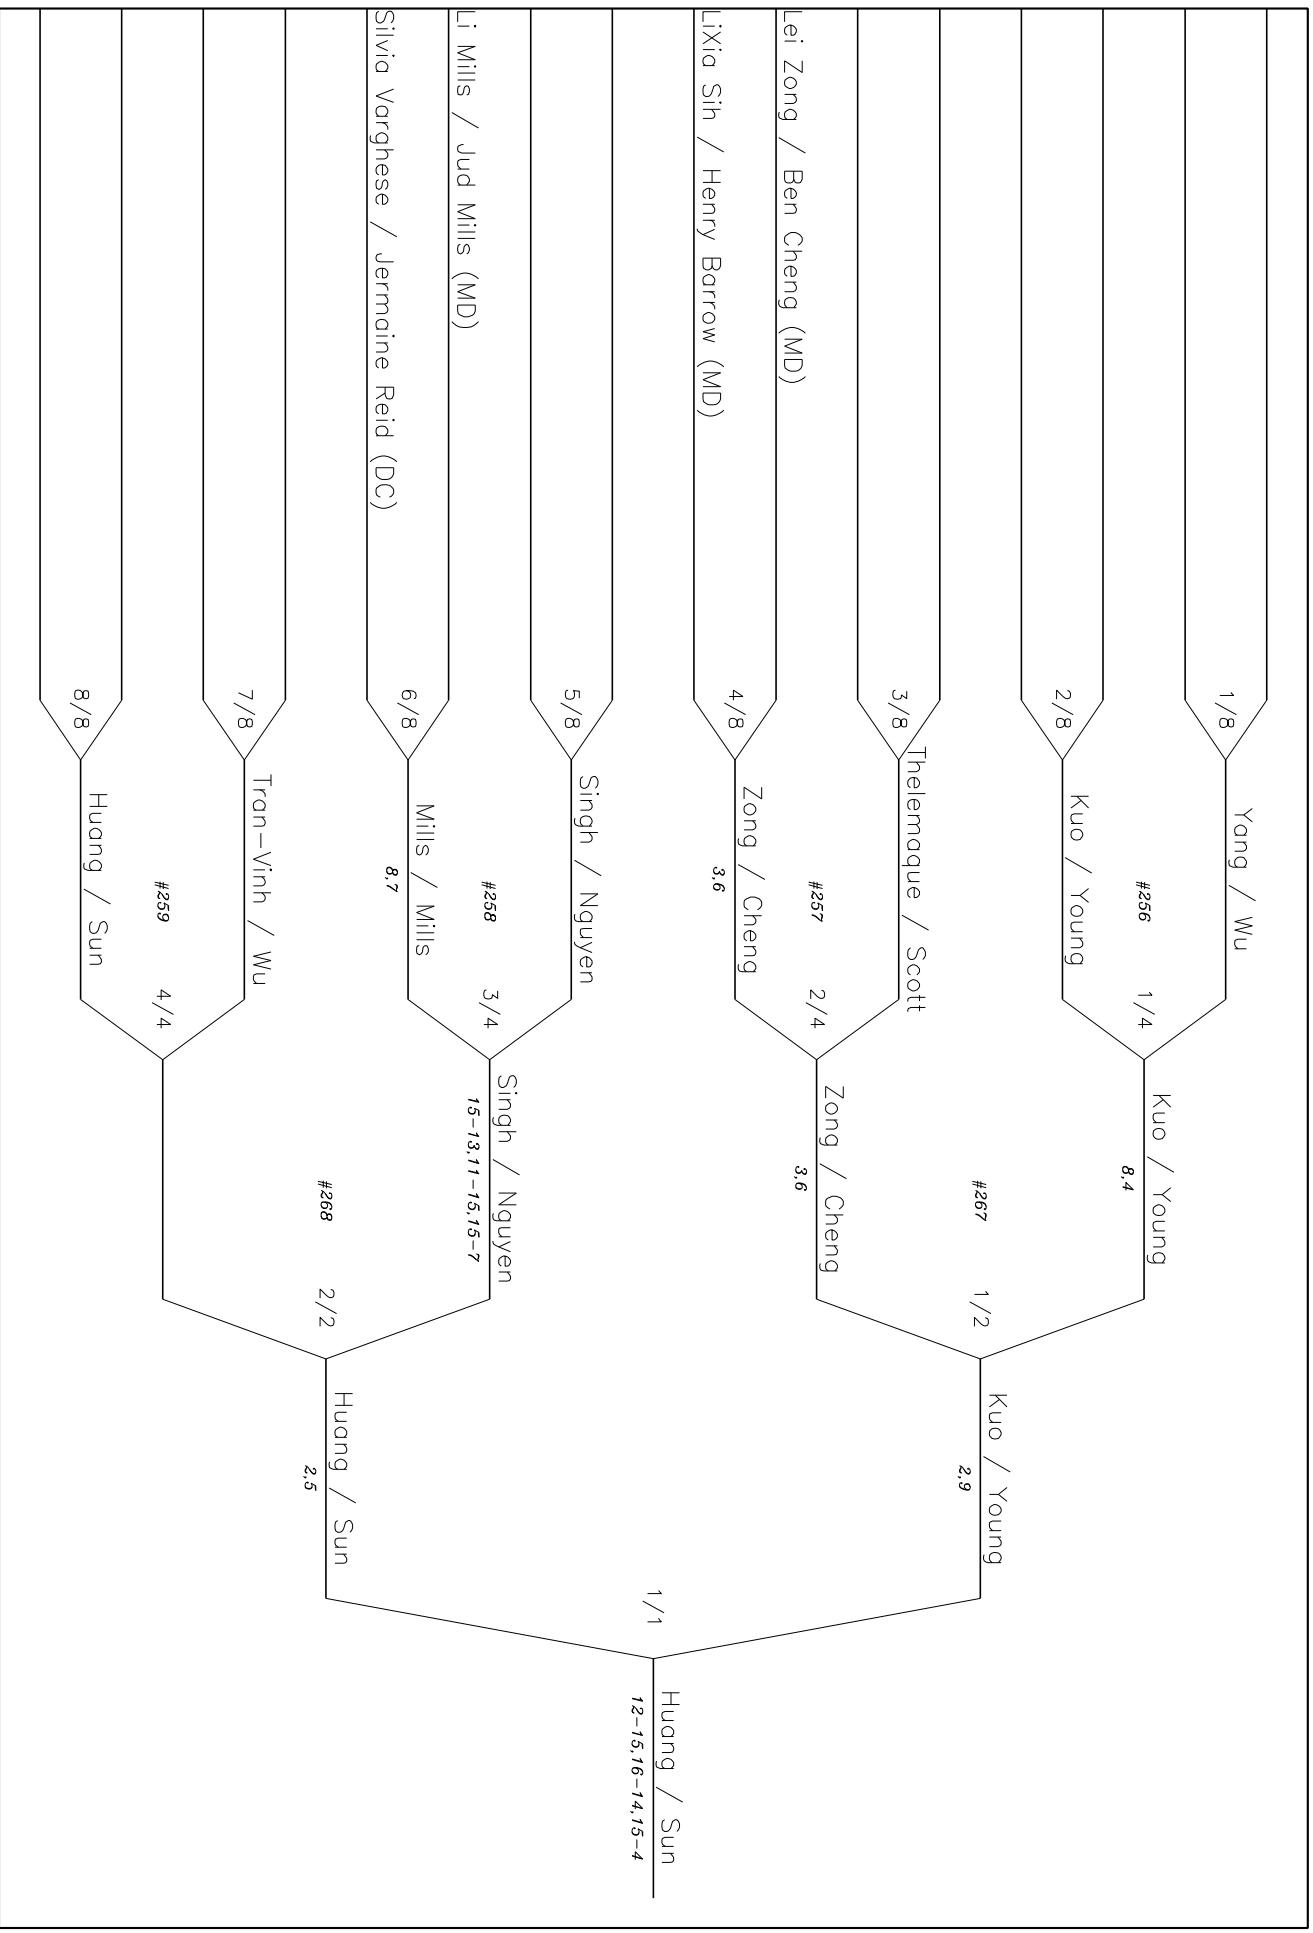 Lei Zong / Ben Cheng (MD)
LiXia Sih / Henry Barrow (MD)
Li Mills / Jud Mills (MD)
Silvia Varghese / Jermaine Reid (DC)
1/8
2/8
3/8
4/8
5/8
6/8
7/8
8/8
Yang / Wu
#256
Kuo / Young
Thelemaque / Scott
#257
Zong / Cheng
3,6
Singh / Nguyen
#258
Mills / Mills
8,7
Tran-Vinh / Wu
#259
Huang / Sun
1/4
2/4
3/4
4/4
Kuo / Young
8,4
#267
Zong / Cheng
3,6
Singh / Nguyen
15-13,11-15,15-7
#268
1/2
2/2
Kuo / Young
2,9
Huang / Sun
2,5
1/1
Huang / Sun
12-15,16-14,15-4